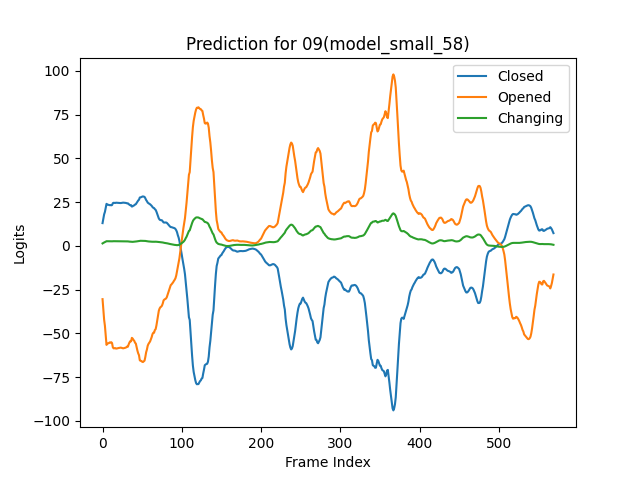 Prediction for 09(model_small_58)
Closed
Opened
Changing
Logits
100
75
50
25
0
−25
−50
−75
−100
0 100 200 300 400 500
Frame Index